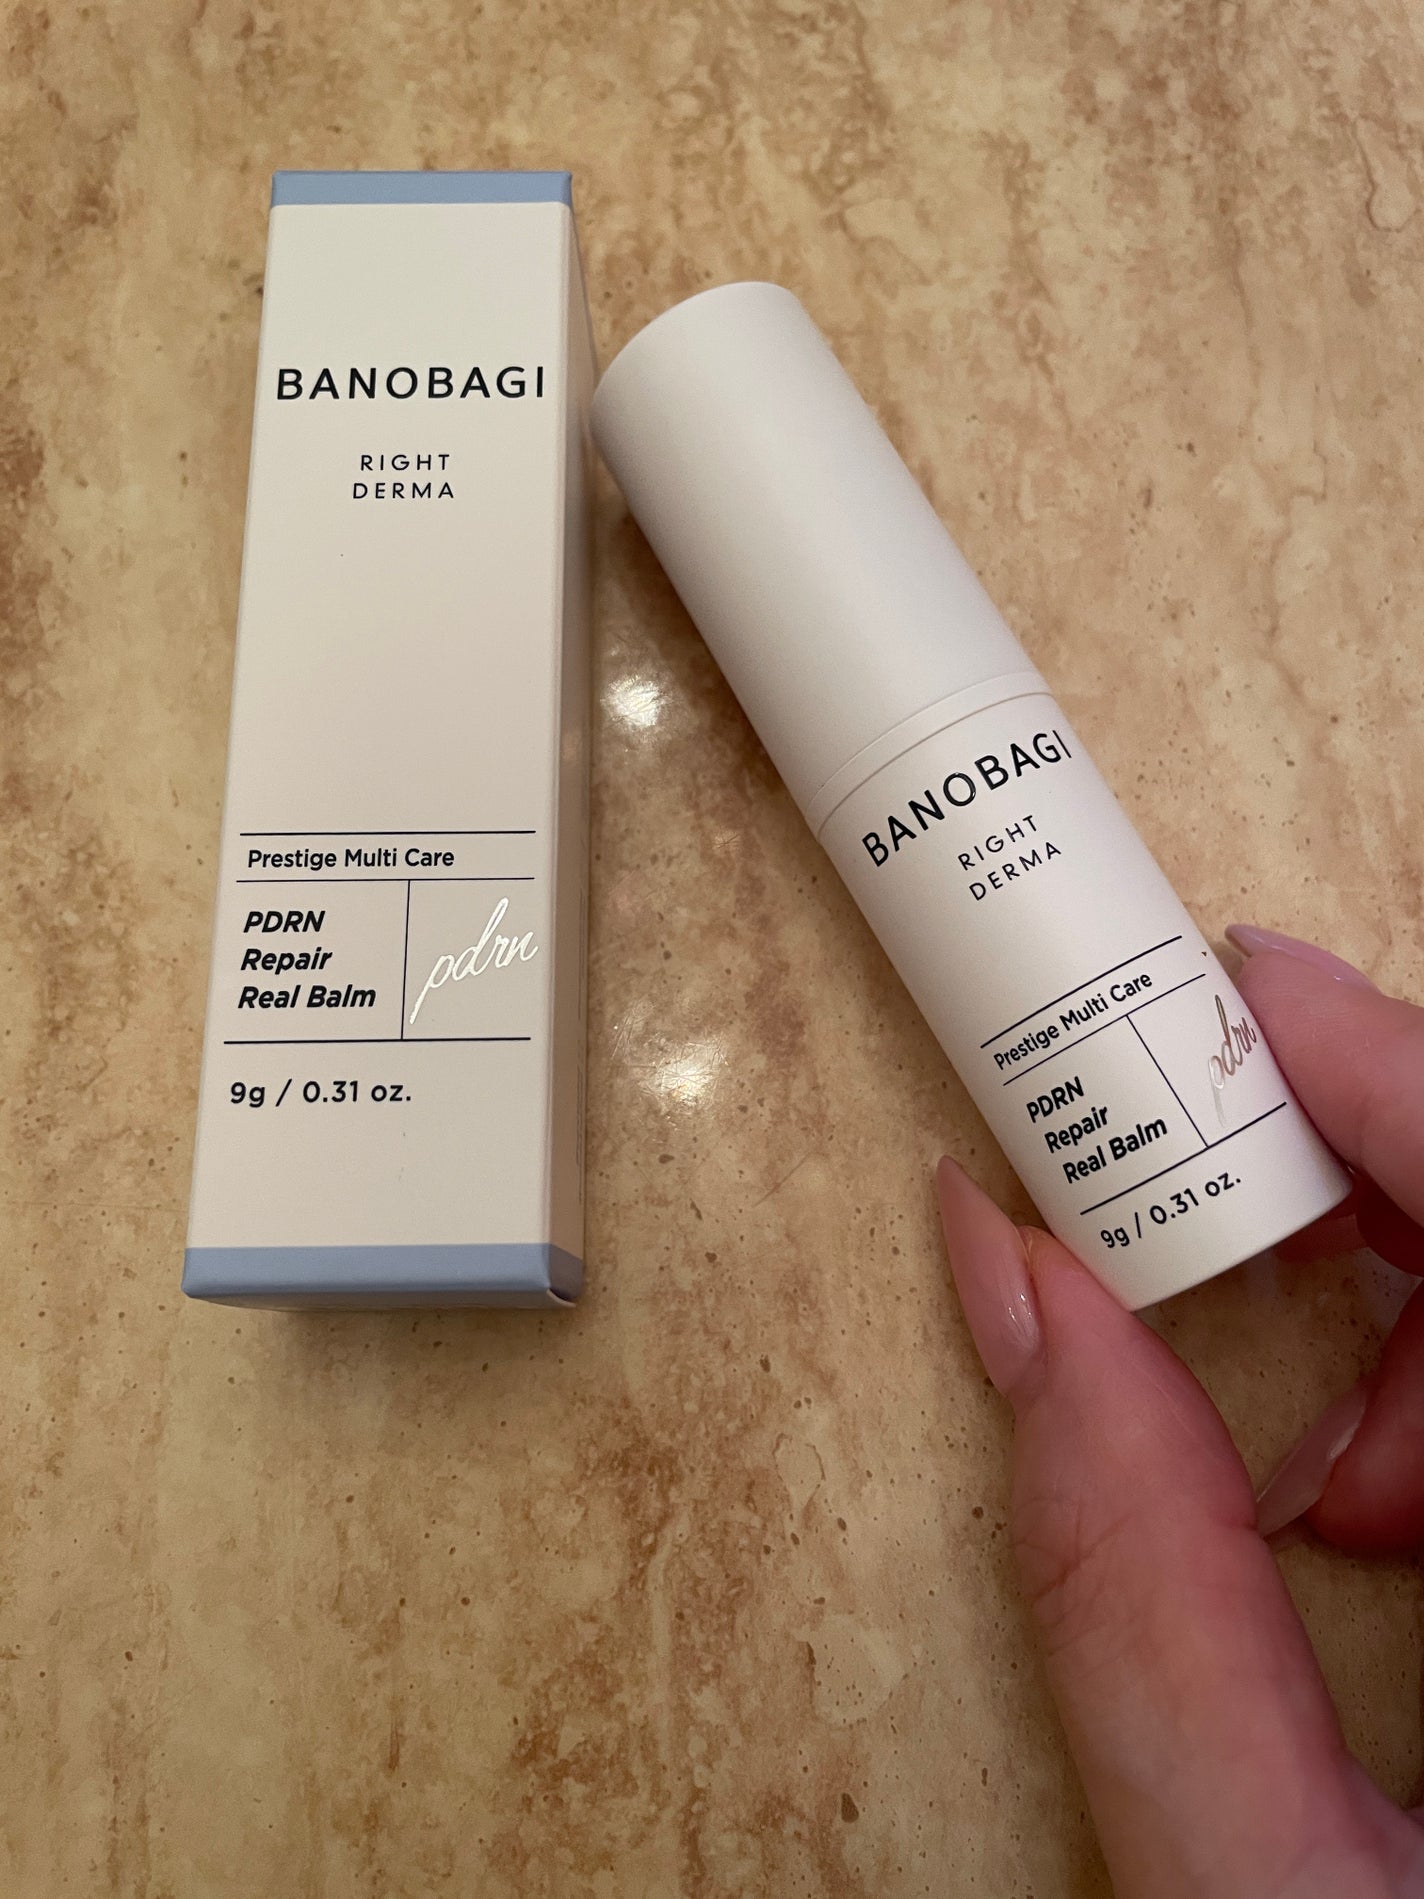 BANOBAGI
RIGHT
DERMA
Prestige Multi Care
PDRN
Repair
Real Balm
pdrn
9g / 0.31 oz.
BANOBAGI
RIGHT
DERMA
Prestige Multi Care
PDRN
Repair
Real Balm
pdrn
9g / 0.31 oz.